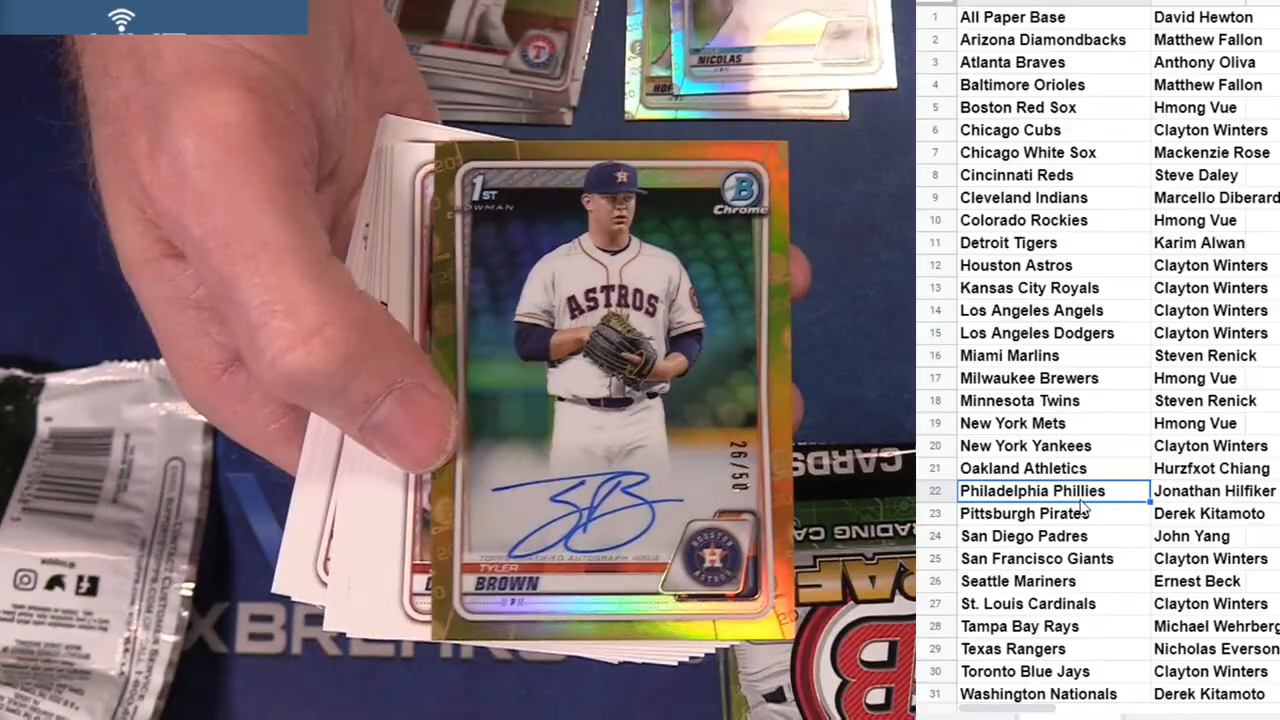 NICOLAS
1ST
BOWMAN
B
Chrome
ASTROS
26/50
TYLER
BROWN
HOUSTON
ASTROS
CARDS
1 All Paper Base David Hewton
2 Arizona Diamondbacks Matthew Fallon
3 Atlanta Braves Anthony Oliva
4 Baltimore Orioles Matthew Fallon
5 Boston Red Sox Hmong Vue
6 Chicago Cubs Clayton Winters
7 Chicago White Sox Mackenzie Rose
8 Cincinnati Reds Steve Daley
9 Cleveland Indians Marcello Diberard
10 Colorado Rockies Hmong Vue
11 Detroit Tigers Karim Alwan
12 Houston Astros Clayton Winters
13 Kansas City Royals Clayton Winters
14 Los Angeles Angels Clayton Winters
15 Los Angeles Dodgers Clayton Winters
16 Miami Marlins Steven Renick
17 Milwaukee Brewers Hmong Vue
18 Minnesota Twins Steven Renick
19 New York Mets Hmong Vue
20 New York Yankees Clayton Winters
21 Oakland Athletics Hurzfxot Chiang
22 Philadelphia Phillies Jonathan Hilfiker
23 Pittsburgh Pirates Derek Kitamoto
24 San Diego Padres John Yang
25 San Francisco Giants Clayton Winters
26 Seattle Mariners Ernest Beck
27 St. Louis Cardinals Clayton Winters
28 Tampa Bay Rays Michael Wehrberg
29 Texas Rangers Nicholas Everson
30 Toronto Blue Jays Clayton Winters
31 Washington Nationals Derek Kitamoto